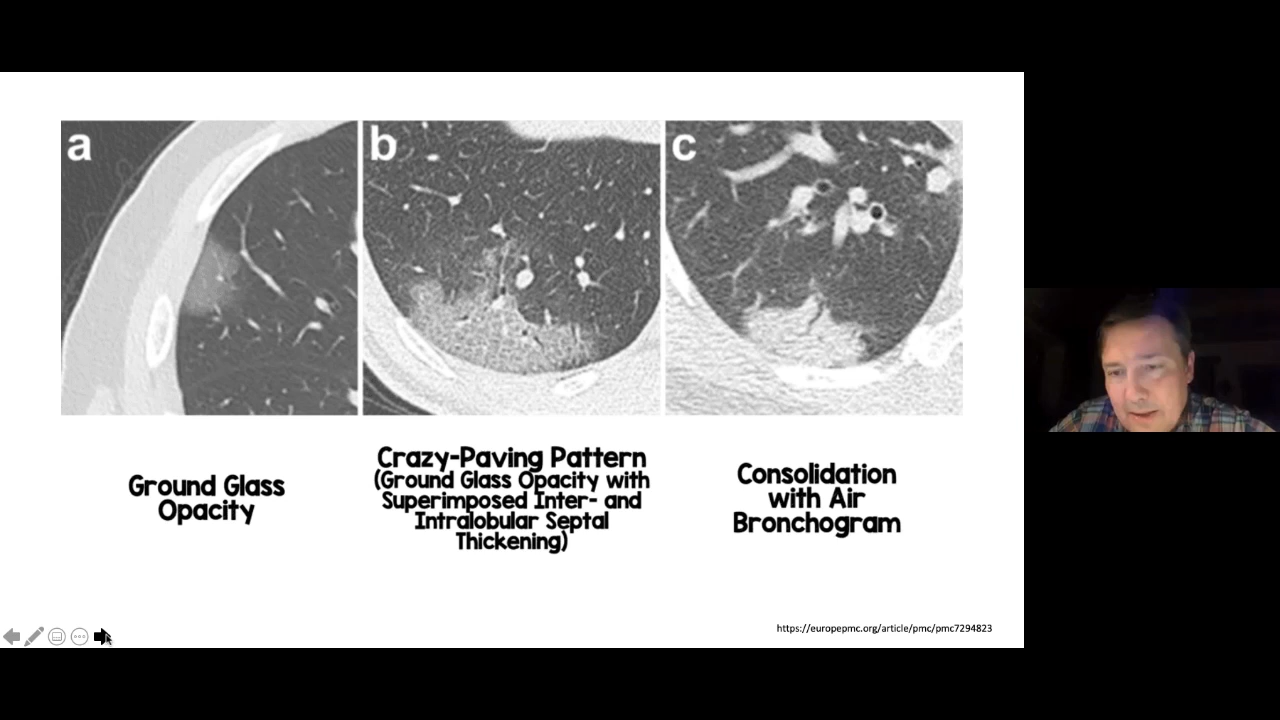 a
b
c
Ground Glass
Opacity
Crazy-Paving Pattern
(Ground Glass Opacity with
Superimposed Inter- and
Intralobular Septal
Thickening)
Consolidation
with Air
Bronchogram
https://europepmc.org/article/pmc/pmc7294823